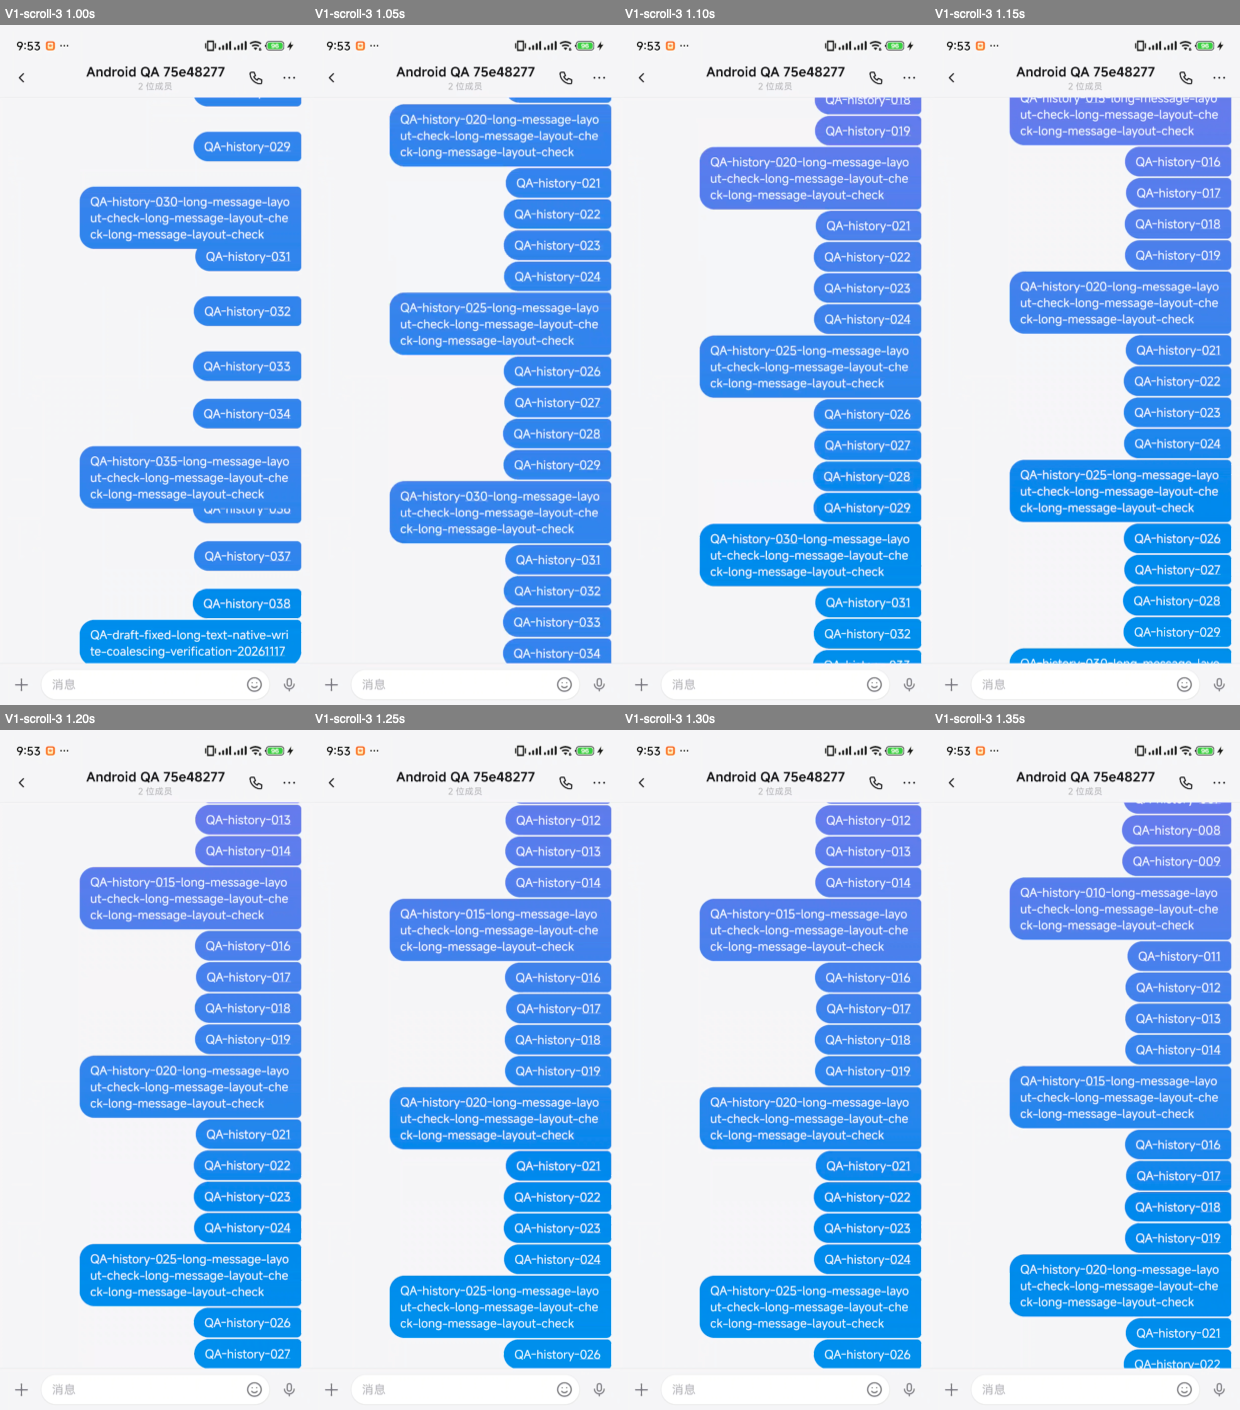 V1-scroll-3 1.00s
9:53
Android QA 75e48277
2 位成员
QA-history-029
QA-history-030-long-message-layo
ut-check-long-message-layout-che
ck-long-message-layout-check
QA-history-031
QA-history-032
QA-history-033
QA-history-034
QA-history-035-long-message-layo
ut-check-long-message-layout-che
ck-long-message-layout-check
QA-history-036
QA-history-037
QA-history-038
QA-draft-fixed-long-text-native-wri
te-coalescing-verification-20261117
消息
V1-scroll-3 1.05s
9:53
Android QA 75e48277
2 位成员
QA-history-020-long-message-layo
ut-check-long-message-layout-che
ck-long-message-layout-check
QA-history-021
QA-history-022
QA-history-023
QA-history-024
QA-history-025-long-message-layo
ut-check-long-message-layout-che
ck-long-message-layout-check
QA-history-026
QA-history-027
QA-history-028
QA-history-029
QA-history-030-long-message-layo
ut-check-long-message-layout-che
ck-long-message-layout-check
QA-history-031
QA-history-032
QA-history-033
QA-history-034
消息
V1-scroll-3 1.10s
9:53
Android QA 75e48277
2 位成员
QA-history-018
QA-history-019
QA-history-020-long-message-layo
ut-check-long-message-layout-che
ck-long-message-layout-check
QA-history-021
QA-history-022
QA-history-023
QA-history-024
QA-history-025-long-message-layo
ut-check-long-message-layout-che
ck-long-message-layout-check
QA-history-026
QA-history-027
QA-history-028
QA-history-029
QA-history-030-long-message-layo
ut-check-long-message-layout-che
ck-long-message-layout-check
QA-history-031
QA-history-032
QA-history-033
消息
V1-scroll-3 1.15s
9:53
Android QA 75e48277
2 位成员
QA-history-015-long-message-layo
ut-check-long-message-layout-che
ck-long-message-layout-check
QA-history-016
QA-history-017
QA-history-018
QA-history-019
QA-history-020-long-message-layo
ut-check-long-message-layout-che
ck-long-message-layout-check
QA-history-021
QA-history-022
QA-history-023
QA-history-024
QA-history-025-long-message-layo
ut-check-long-message-layout-che
ck-long-message-layout-check
QA-history-026
QA-history-027
QA-history-028
QA-history-029
QA-history-030-long-message-layo
消息
V1-scroll-3 1.20s
9:53
Android QA 75e48277
2 位成员
QA-history-013
QA-history-014
QA-history-015-long-message-layo
ut-check-long-message-layout-che
ck-long-message-layout-check
QA-history-016
QA-history-017
QA-history-018
QA-history-019
QA-history-020-long-message-layo
ut-check-long-message-layout-che
ck-long-message-layout-check
QA-history-021
QA-history-022
QA-history-023
QA-history-024
QA-history-025-long-message-layo
ut-check-long-message-layout-che
ck-long-message-layout-check
QA-history-026
QA-history-027
消息
V1-scroll-3 1.25s
9:53
Android QA 75e48277
2 位成员
QA-history-012
QA-history-013
QA-history-014
QA-history-015-long-message-layo
ut-check-long-message-layout-che
ck-long-message-layout-check
QA-history-016
QA-history-017
QA-history-018
QA-history-019
QA-history-020-long-message-layo
ut-check-long-message-layout-che
ck-long-message-layout-check
QA-history-021
QA-history-022
QA-history-023
QA-history-024
QA-history-025-long-message-layo
ut-check-long-message-layout-che
ck-long-message-layout-check
QA-history-026
消息
V1-scroll-3 1.30s
9:53
Android QA 75e48277
2 位成员
QA-history-012
QA-history-013
QA-history-014
QA-history-015-long-message-layo
ut-check-long-message-layout-che
ck-long-message-layout-check
QA-history-016
QA-history-017
QA-history-018
QA-history-019
QA-history-020-long-message-layo
ut-check-long-message-layout-che
ck-long-message-layout-check
QA-history-021
QA-history-022
QA-history-023
QA-history-024
QA-history-025-long-message-layo
ut-check-long-message-layout-che
ck-long-message-layout-check
QA-history-026
消息
V1-scroll-3 1.35s
9:53
Android QA 75e48277
2 位成员
QA-history-008
QA-history-009
QA-history-010-long-message-layo
ut-check-long-message-layout-che
ck-long-message-layout-check
QA-history-011
QA-history-012
QA-history-013
QA-history-014
QA-history-015-long-message-layo
ut-check-long-message-layout-che
ck-long-message-layout-check
QA-history-016
QA-history-017
QA-history-018
QA-history-019
QA-history-020-long-message-layo
ut-check-long-message-layout-che
ck-long-message-layout-check
QA-history-021
QA-history-022
消息